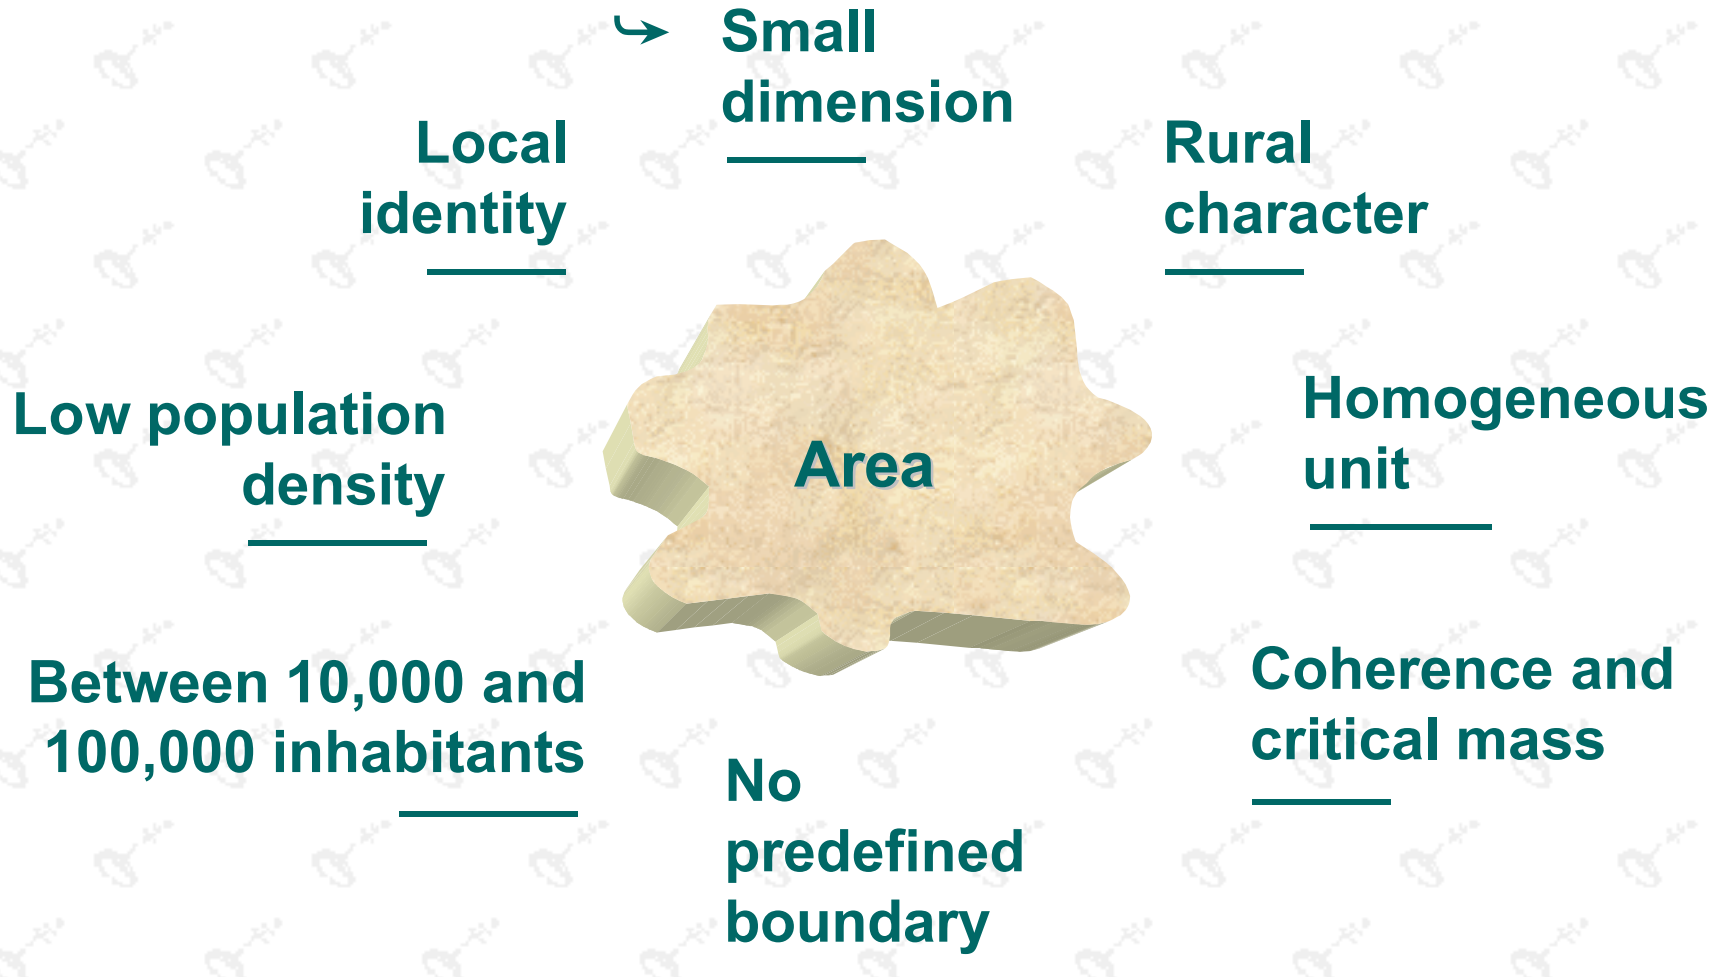 Small
dimension
Rural
character
Homogeneous
unit
Coherence and
critical mass
No
predefined
boundary
Between 10,000 and
100,000 inhabitants
Low population
density
Local
identity
Area